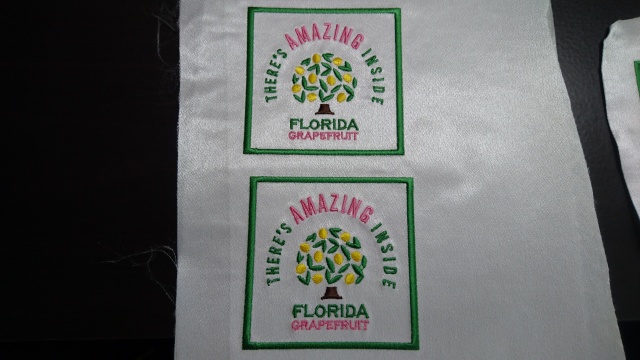 THERE'S AMAZING INSIDE
FLORIDA
GRAPEFRUIT
THERE'S AMAZING INSIDE
FLORIDA
GRAPEFRUIT